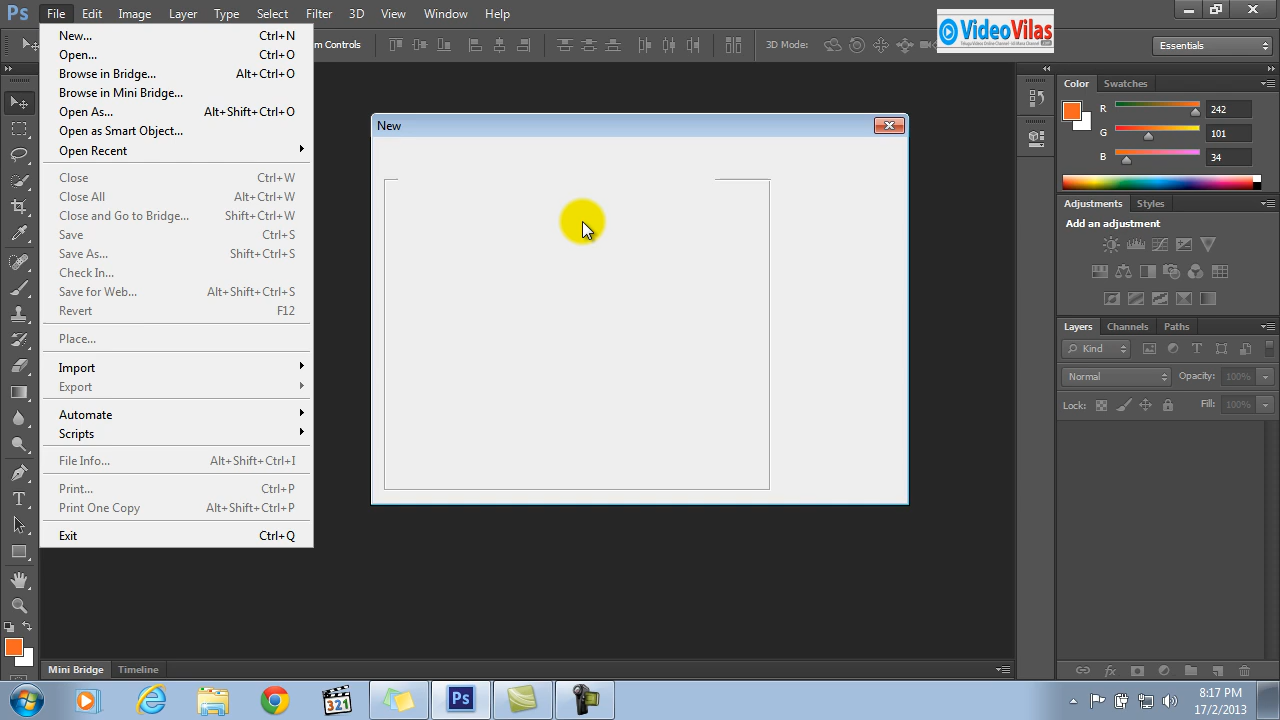 Ps File Edit Image Layer Type Select Filter 3D View Window Help
VideoVilas
m Controls
3D Mode:
Essentials
New... Ctrl+N
Open... Ctrl+O
Browse in Bridge... Alt+Ctrl+O
Browse in Mini Bridge...
Open As... Alt+Shift+Ctrl+O
Open as Smart Object...
Open Recent
Close Ctrl+W
Close All Alt+Ctrl+W
Close and Go to Bridge... Shift+Ctrl+W
Save Ctrl+S
Save As... Shift+Ctrl+S
Check In...
Save for Web... Alt+Shift+Ctrl+S
Revert F12
Place...
Import
Export
Automate
Scripts
File Info... Alt+Shift+Ctrl+I
Print... Ctrl+P
Print One Copy Alt+Shift+Ctrl+P
Exit Ctrl+Q
New
Color Swatches
R 242
G 101
B 34
Adjustments Styles
Add an adjustment
Layers Channels Paths
Kind
Normal Opacity: 100%
Lock: Fill: 100%
Mini Bridge Timeline
321
Ps
8:17 PM
17/2/2013